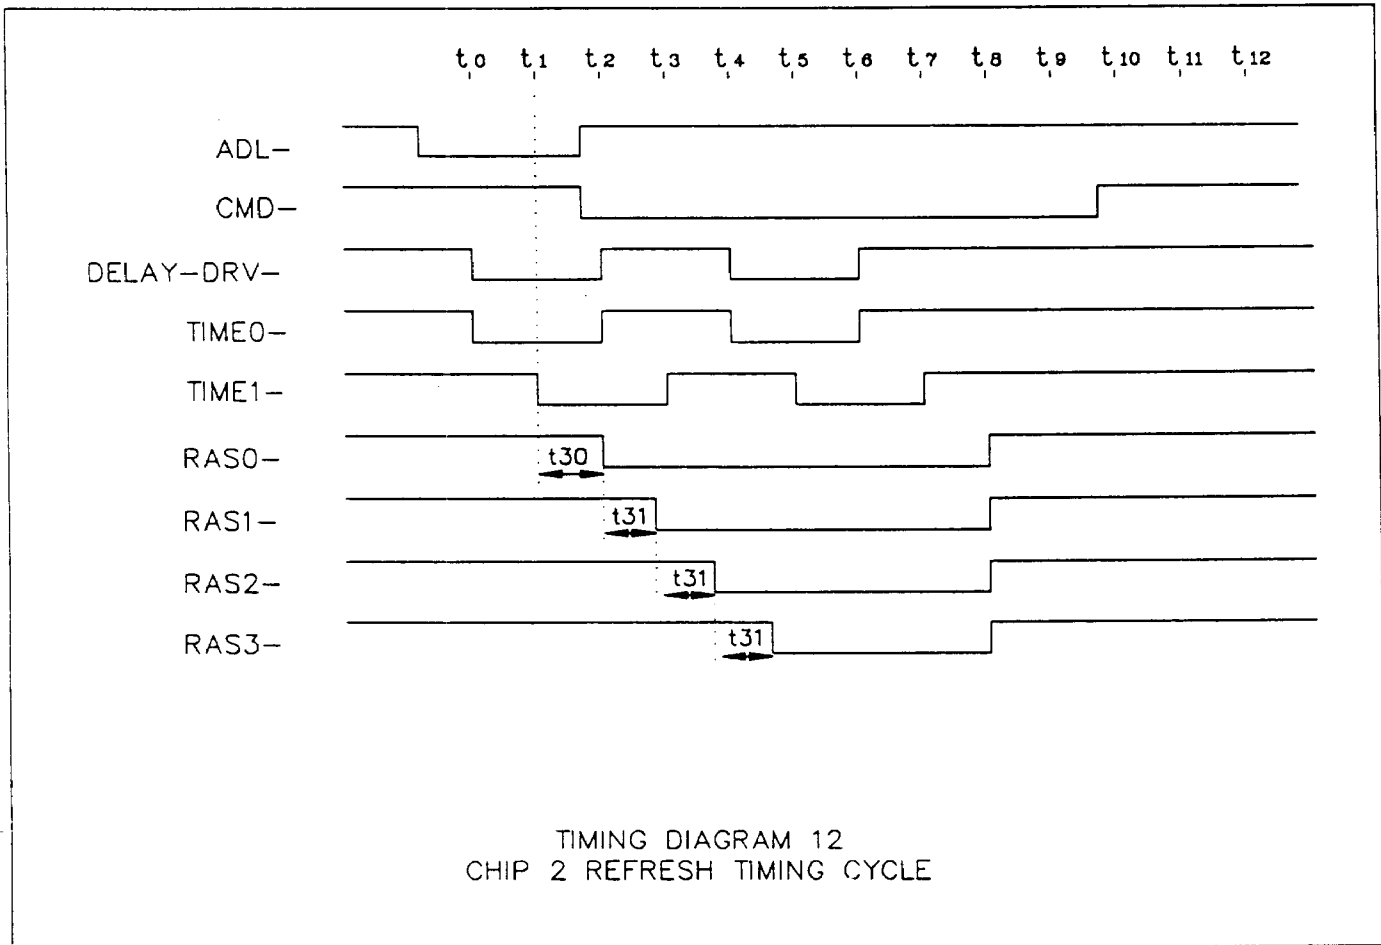 t0 t1 t2 t3 t4 t5 t6 t7 t8 t9 t10 t11 t12
ADL-
CMD-
DELAY-DRV-
TIME0-
TIME1-
RAS0-
t30
RAS1-
t31
RAS2-
t31
RAS3-
t31
TIMING DIAGRAM 12
CHIP 2 REFRESH TIMING CYCLE